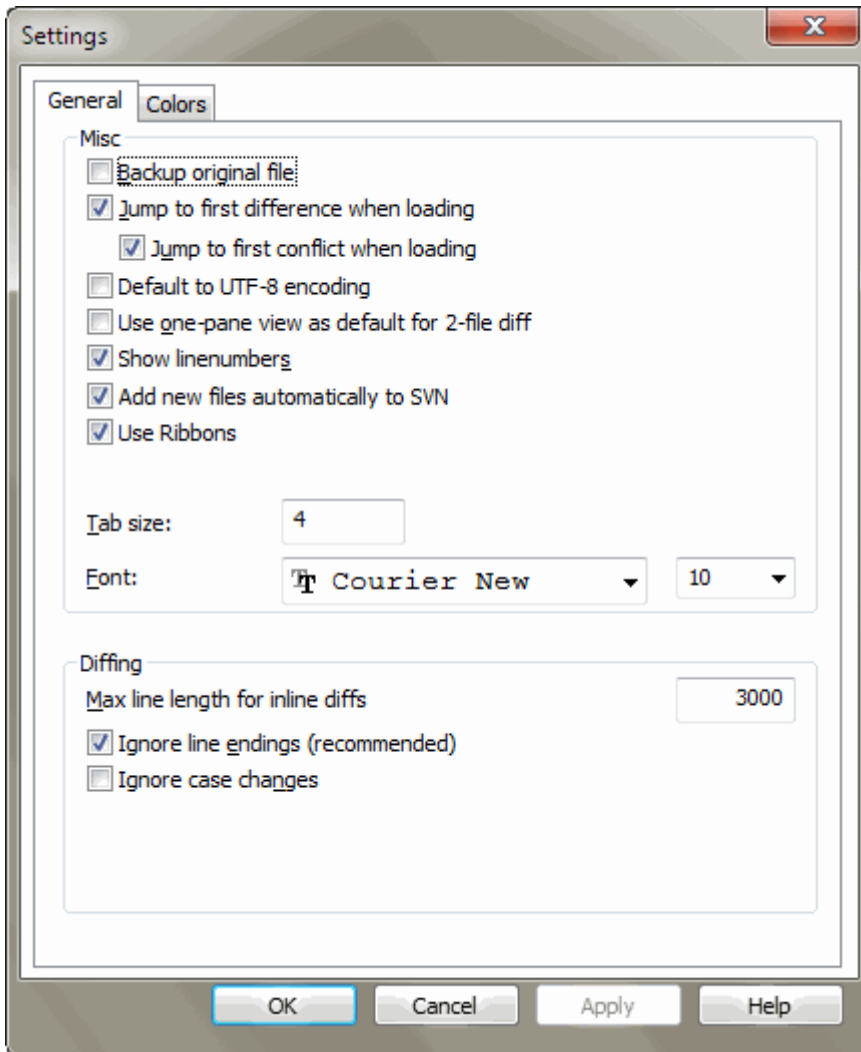 Settings
General Colors
Misc
Backup original file
Jump to first difference when loading
Jump to first conflict when loading
Default to UTF-8 encoding
Use one-pane view as default for 2-file diff
Show linenumbers
Add new files automatically to SVN
Use Ribbons
Tab size: 4
Font: Courier New 10
Diffing
Max line length for inline diffs 3000
Ignore line endings (recommended)
Ignore case changes
OK Cancel Apply Help